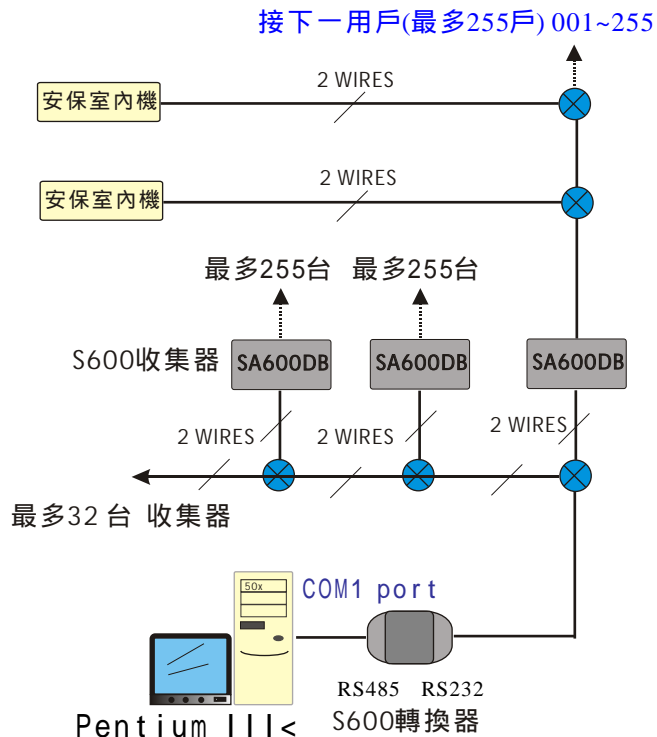 接下一用戶(最多255戶) 001~255
2 WIRES
安保室內機
2 WIRES
安保室內機
最多255台 最多255台
S600收集器 SA600DB SA600DB SA600DB
2 WIRES 2 WIRES 2 WIRES
最多32台 收集器
50x
COM1 port
RS485 RS232
Pentium III< S600轉換器